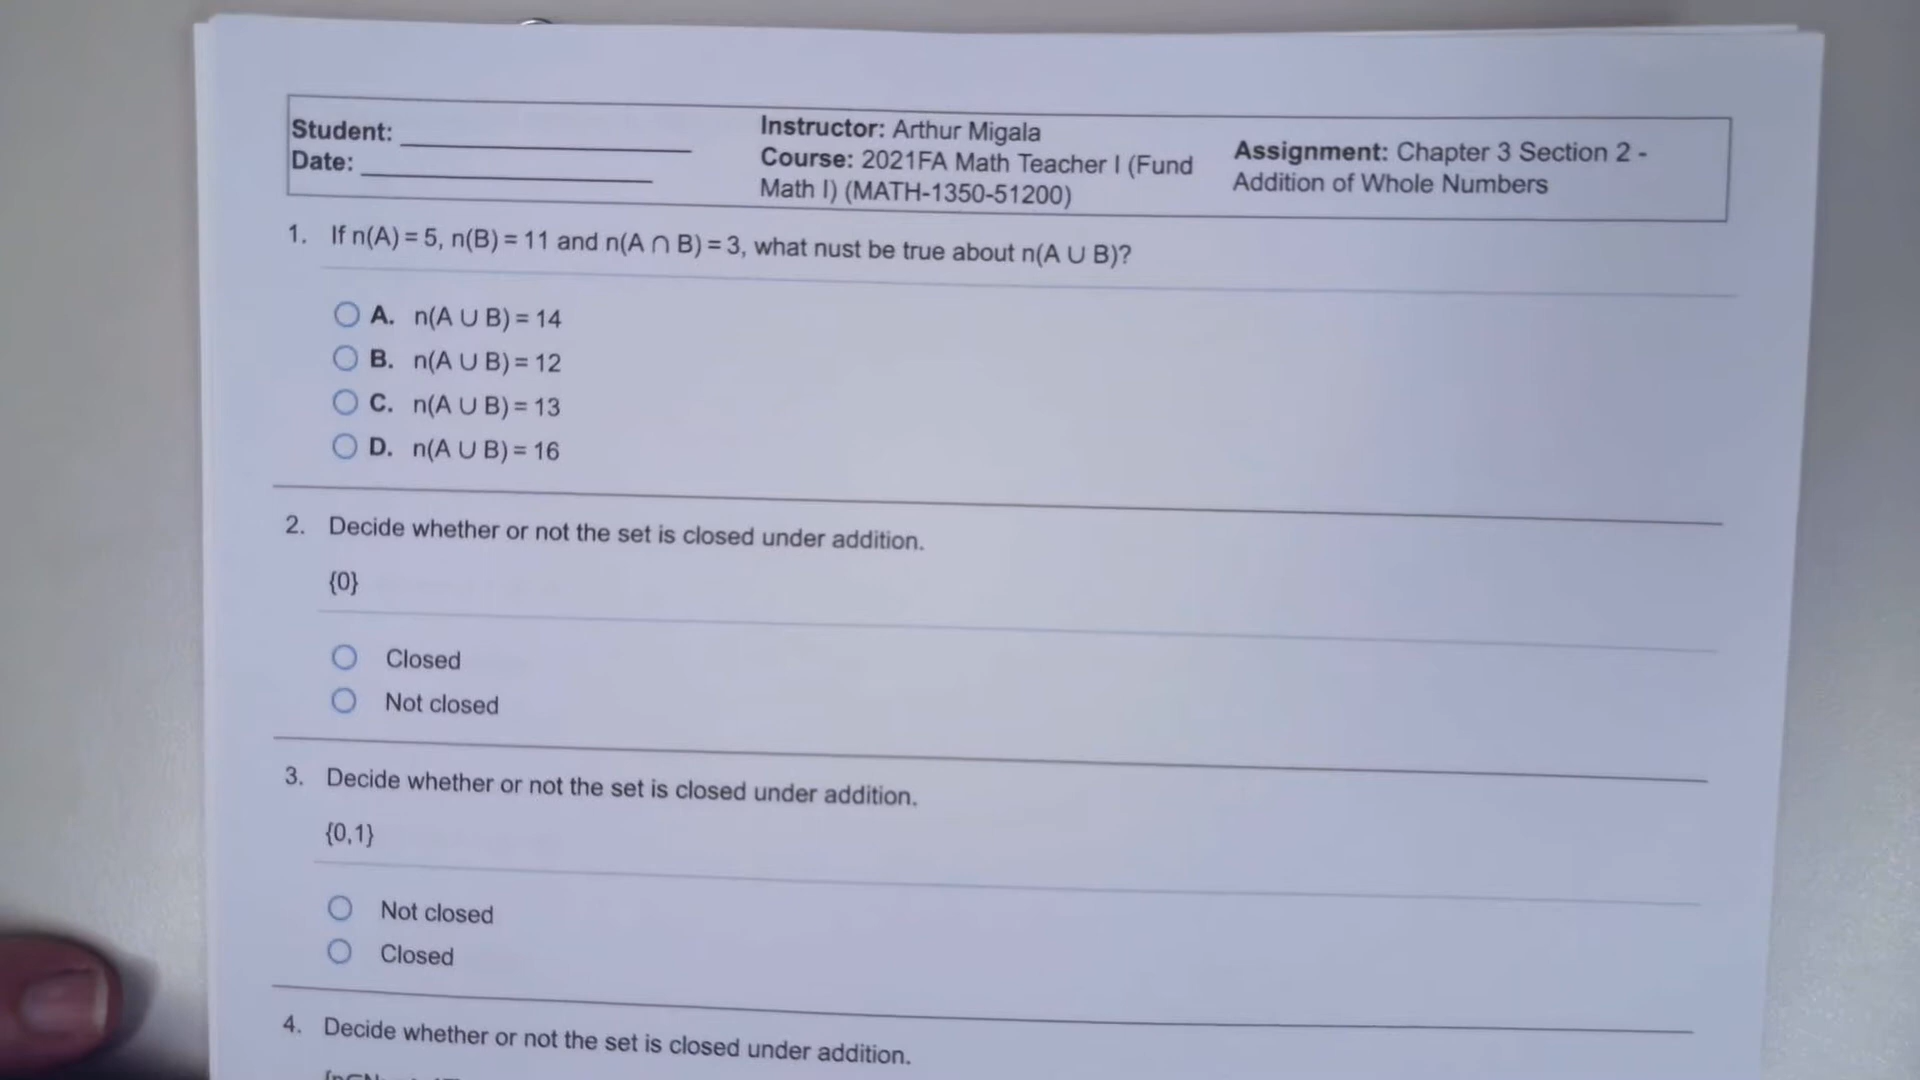 Student: ____________________
Date: ____________________
Instructor: Arthur Migala
Course: 2021FA Math Teacher I (Fund
Math I) (MATH-1350-51200)
Assignment: Chapter 3 Section 2 -
Addition of Whole Numbers
1. If n(A) = 5, n(B) = 11 and n(A ∩ B) = 3, what nust be true about n(A ∪ B)?
A. n(A ∪ B) = 14
B. n(A ∪ B) = 12
C. n(A ∪ B) = 13
D. n(A ∪ B) = 16
2. Decide whether or not the set is closed under addition.
{0}
Closed
Not closed
3. Decide whether or not the set is closed under addition.
{0,1}
Not closed
Closed
4. Decide whether or not the set is closed under addition.